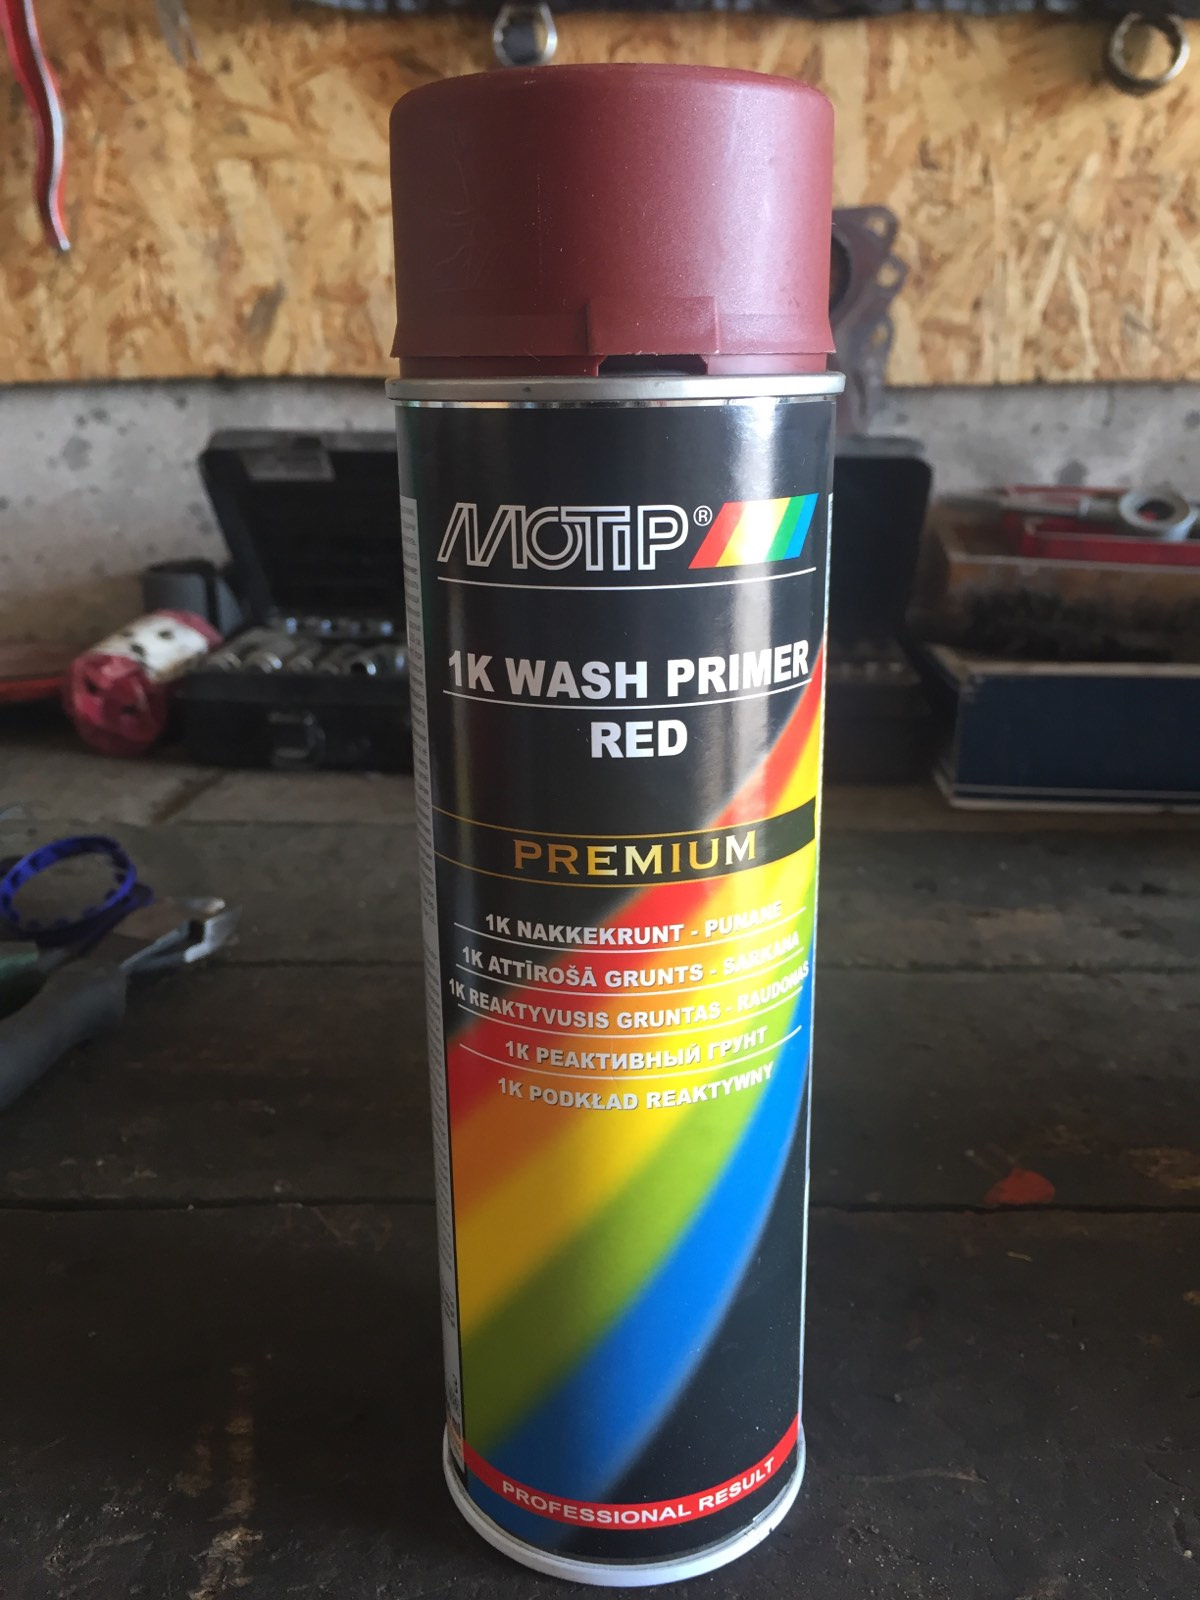 MOTIP®
1K WASH PRIMER
RED
PREMIUM
1K NAKKEKRUNT - PUNANE
1K ATTĪROŠĀ GRUNTS - SARKANA
1K REAKTYVUSIS GRUNTAS - RAUDONAS
1K РЕАКТИВНЫЙ ГРУНТ
1K PODKŁAD REAKTYWNY
PROFESSIONAL RESULT